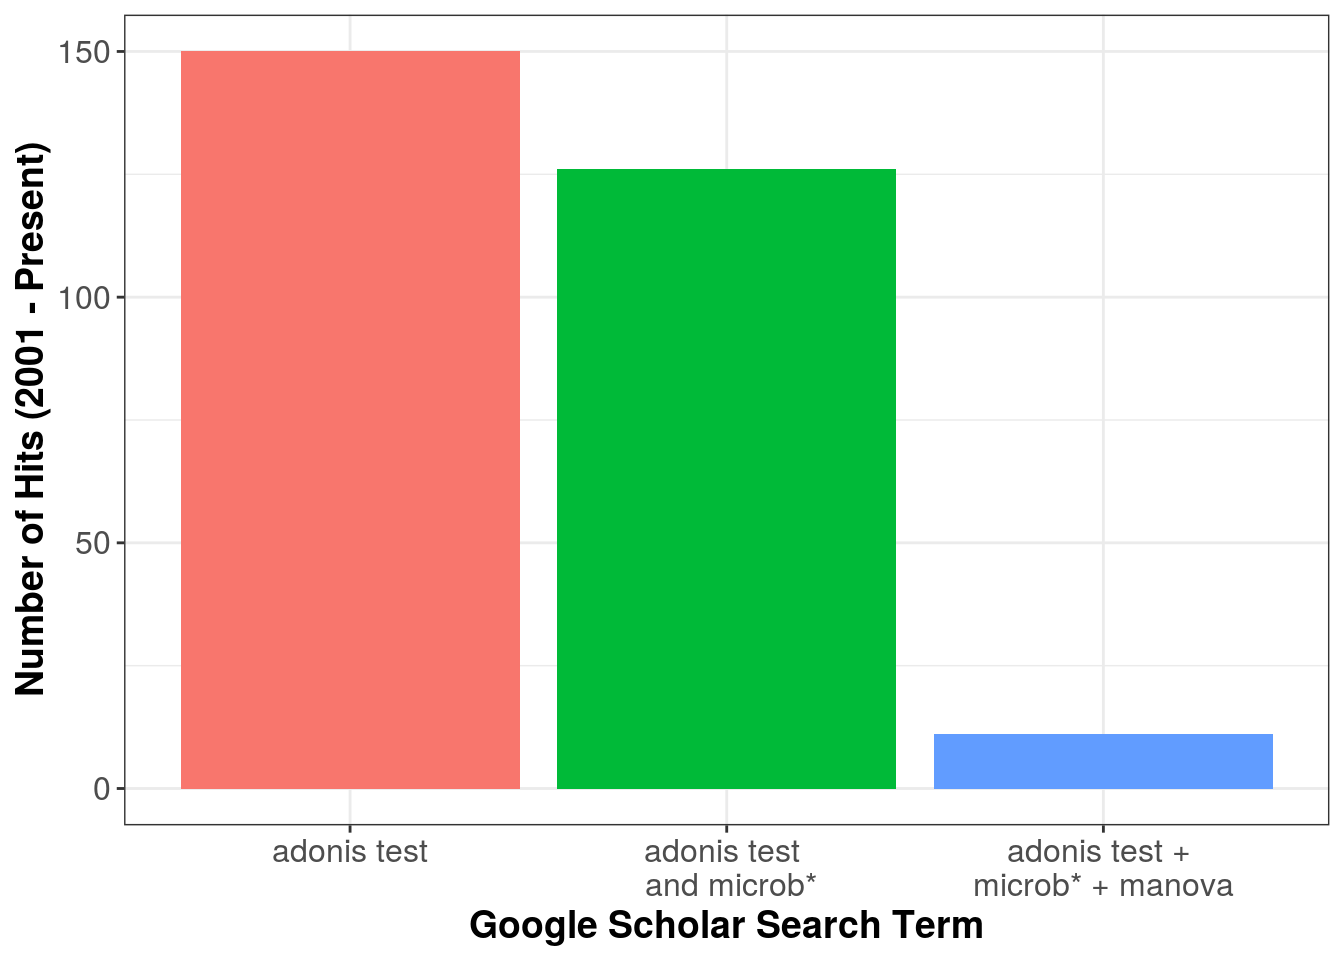 Number of Hits (2001 - Present)
150
100
50
0
adonis test
adonis test
and microb*
adonis test +
microb* + manova
Google Scholar Search Term